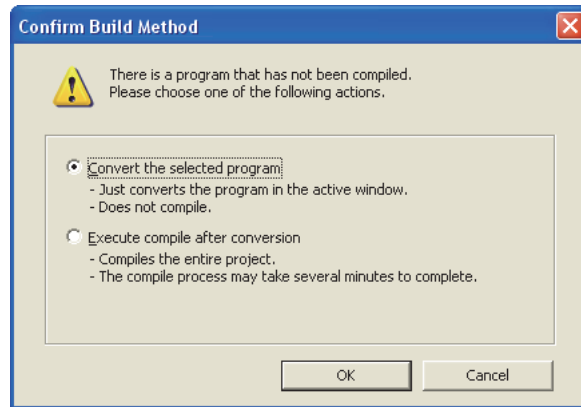 Confirm Build Method
There is a program that has not been compiled.
Please choose one of the following actions.
Convert the selected program
- Just converts the program in the active window.
- Does not compile.
Execute compile after conversion
- Compiles the entire project.
- The compile process may take several minutes to complete.
OK
Cancel